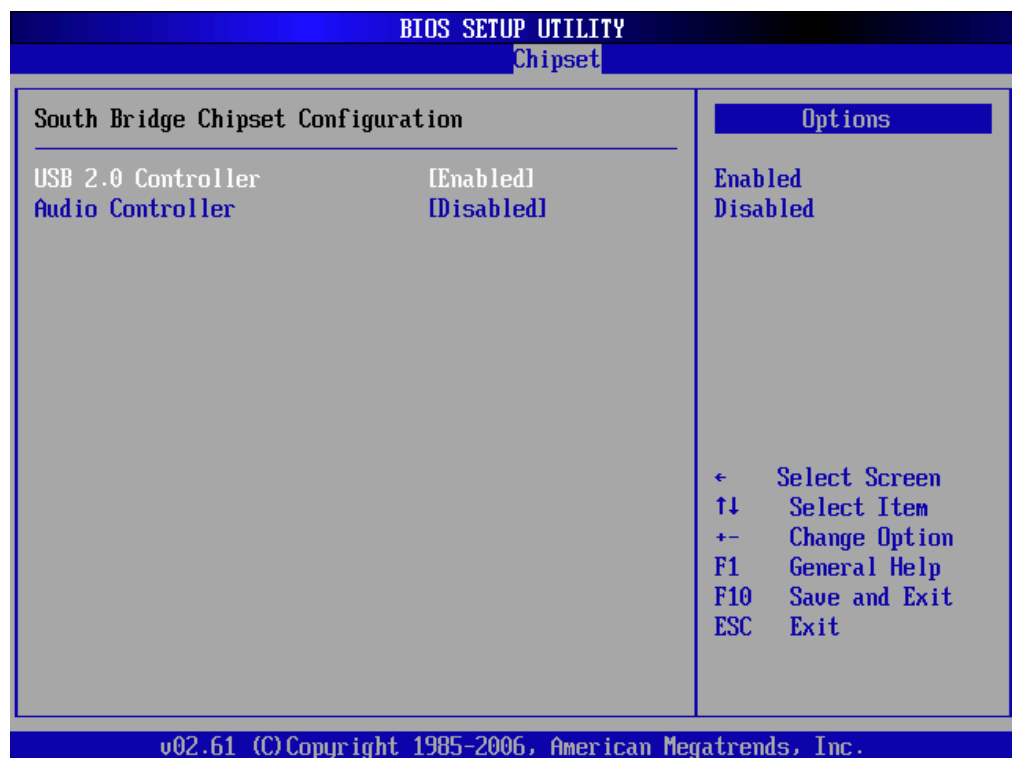 BIOS SETUP UTILITY
Chipset
South Bridge Chipset Configuration
USB 2.0 Controller [Enabled]
Audio Controller [Disabled]
Options
Enabled
Disabled
← Select Screen
↑↓ Select Item
+- Change Option
F1 General Help
F10 Save and Exit
ESC Exit
v02.61 (C)Copyright 1985-2006, American Megatrends, Inc.